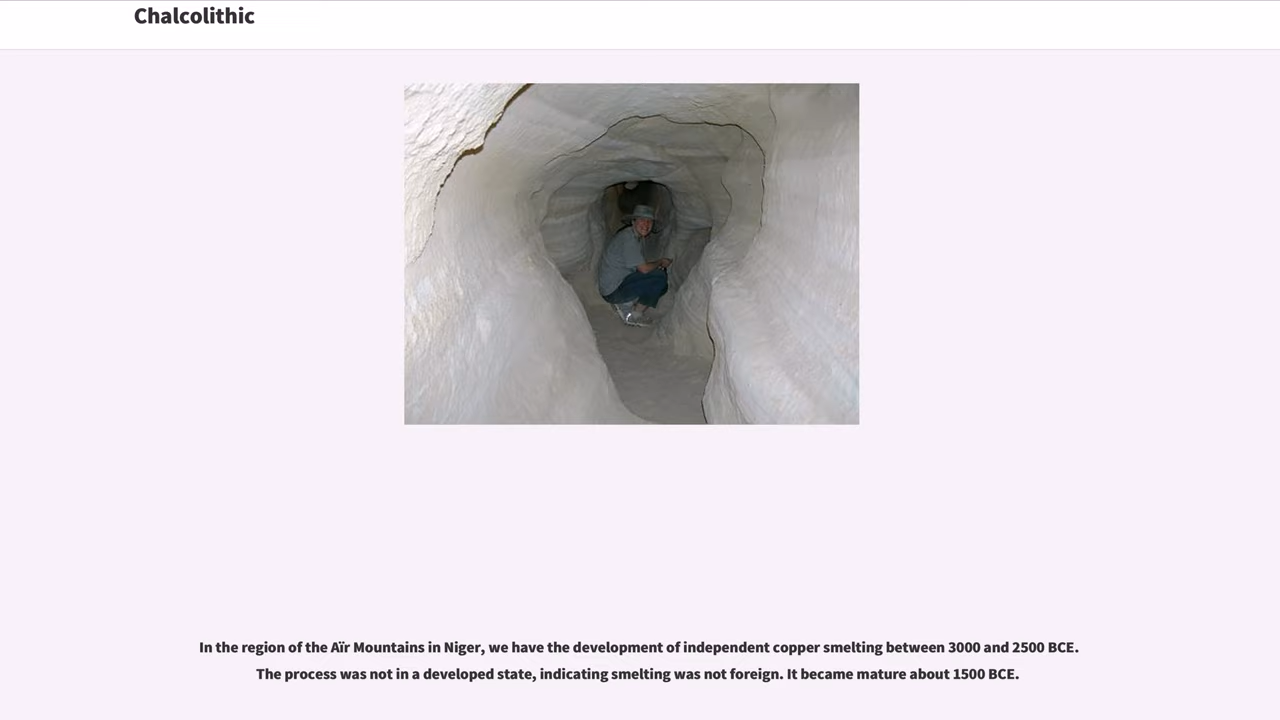 Chalcolithic
In the region of the Aïr Mountains in Niger, we have the development of independent copper smelting between 3000 and 2500 BCE.
The process was not in a developed state, indicating smelting was not foreign. It became mature about 1500 BCE.